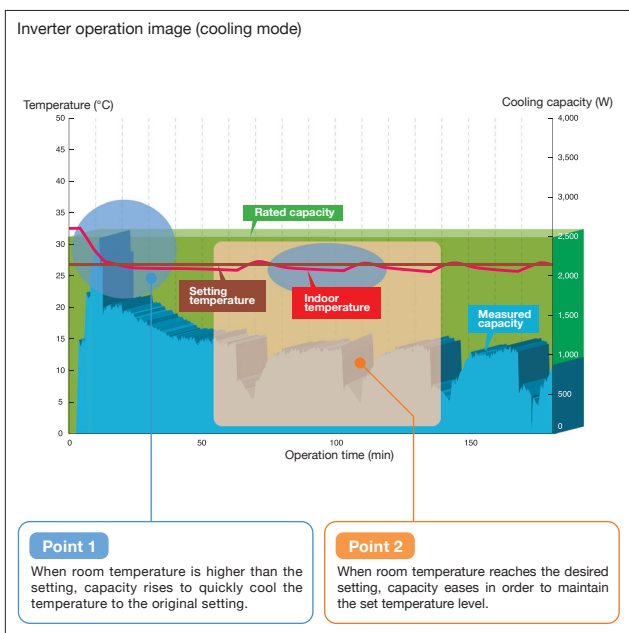 Inverter operation image (cooling mode)
Temperature (°C)
Cooling capacity (W)
50
45
40
35
30
25
20
15
10
5
0
4,000
3,500
3,000
2,500
2,000
1,500
1,000
500
0
Rated capacity
Setting
temperature
Indoor
temperature
Measured
capacity
0
50
100
150
Operation time (min)
Point 1
When room temperature is higher than the
setting, capacity rises to quickly cool the
temperature to the original setting.
Point 2
When room temperature reaches the desired
setting, capacity eases in order to maintain
the set temperature level.